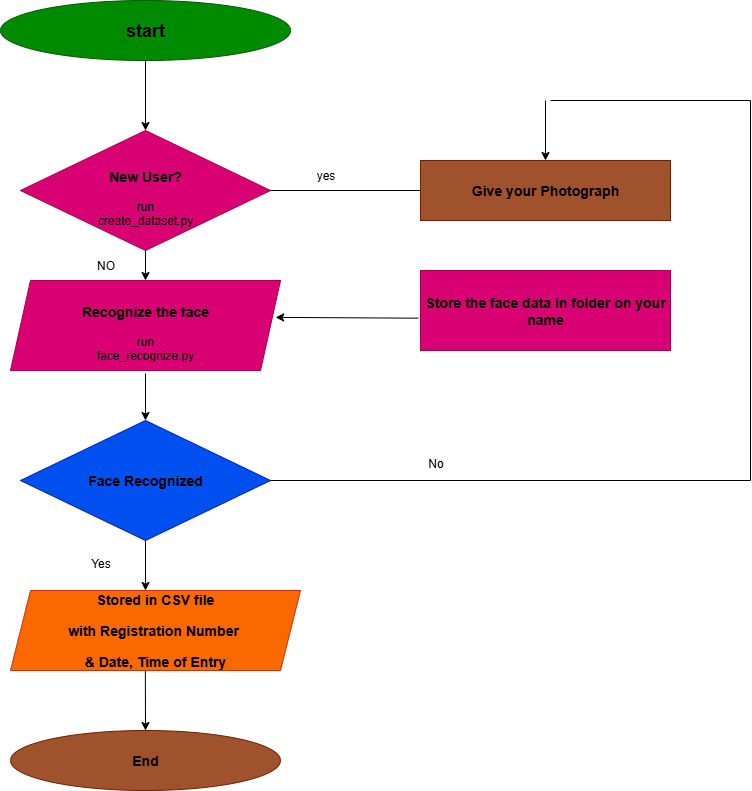 start
New User?
run
create_dataset.py
yes
Give your Photograph
NO
Recognize the face
run
face_recognize.py
Store the face data in folder on your
name
Face Recognized
No
Yes
Stored in CSV file
with Registration Number
& Date, Time of Entry
End